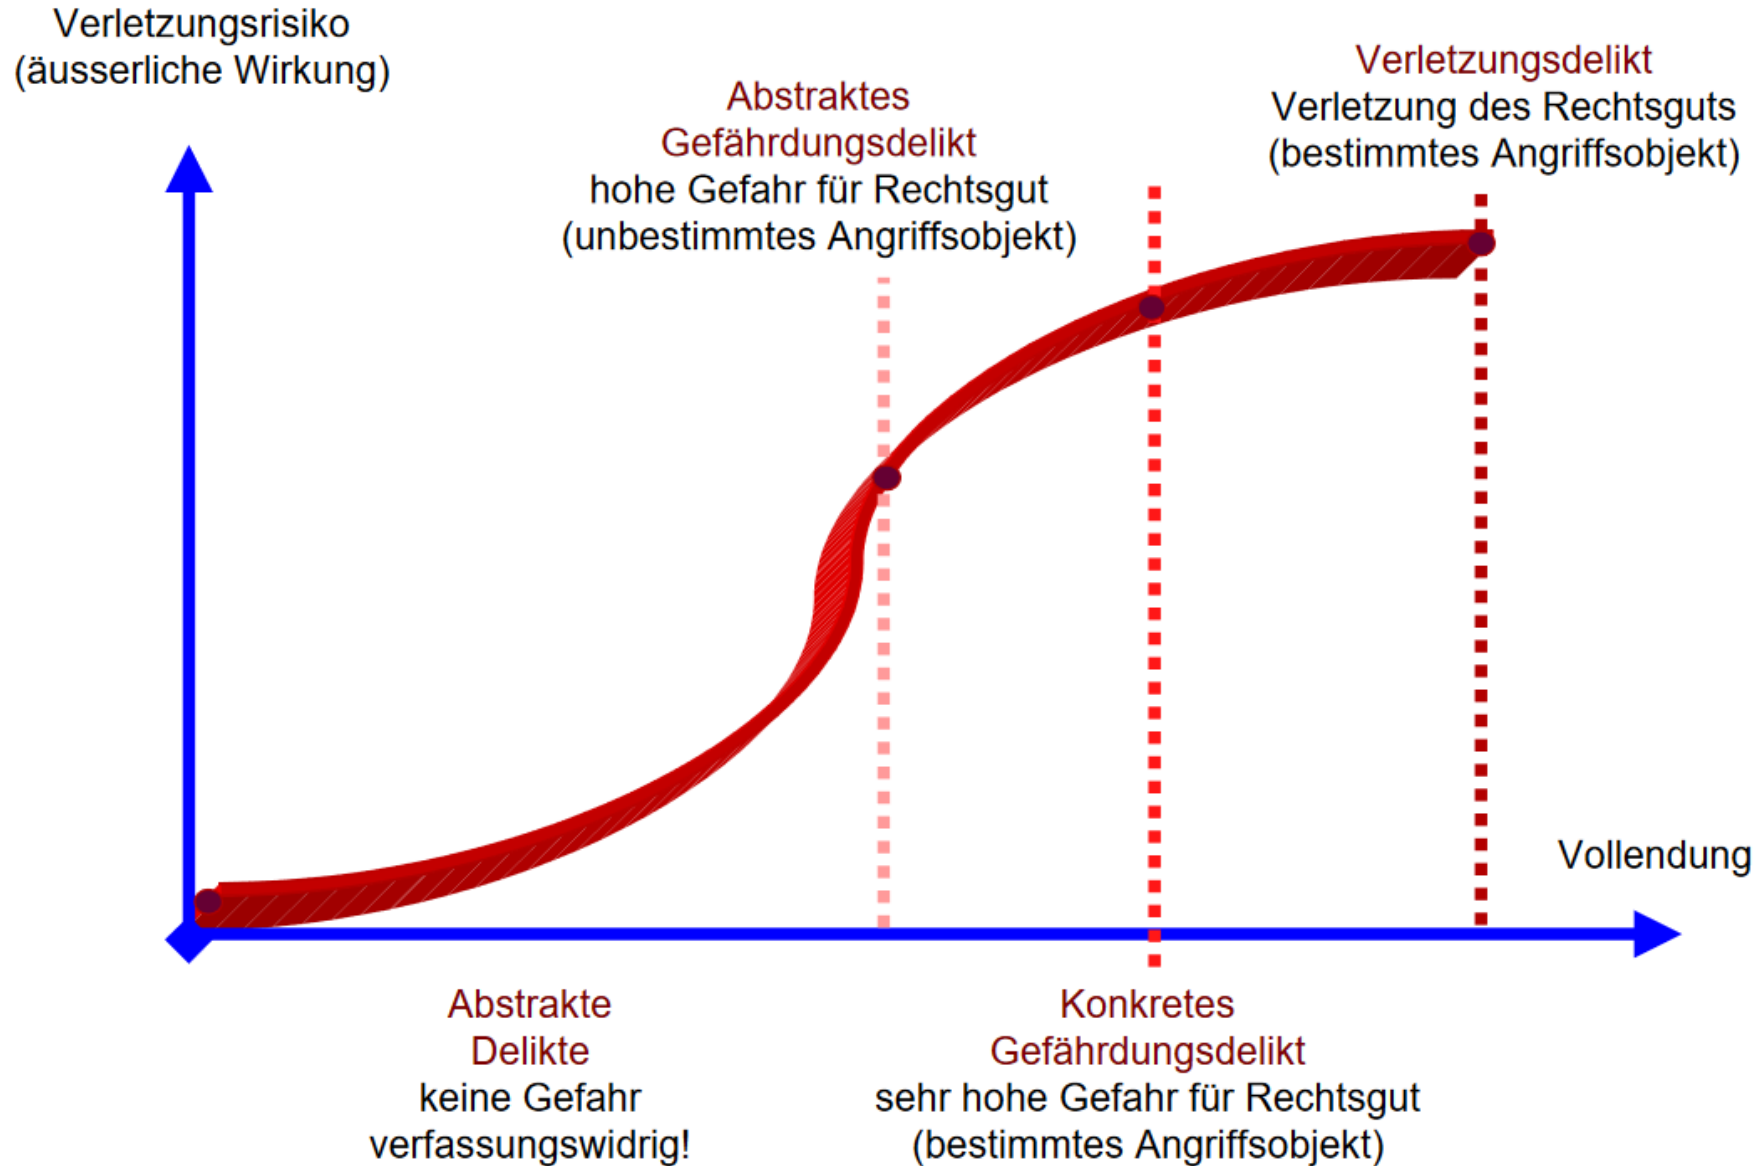 Verletzungsrisiko
(äusserliche Wirkung)
Abstraktes
Gefährdungsdelikt
hohe Gefahr für Rechtsgut
(unbestimmtes Angriffsobjekt)
Verletzungsdelikt
Verletzung des Rechtsguts
(bestimmtes Angriffsobjekt)
Vollendung
Abstrakte
Delikte
keine Gefahr
verfassungswidrig!
Konkretes
Gefährdungsdelikt
sehr hohe Gefahr für Rechtsgut
(bestimmtes Angriffsobjekt)